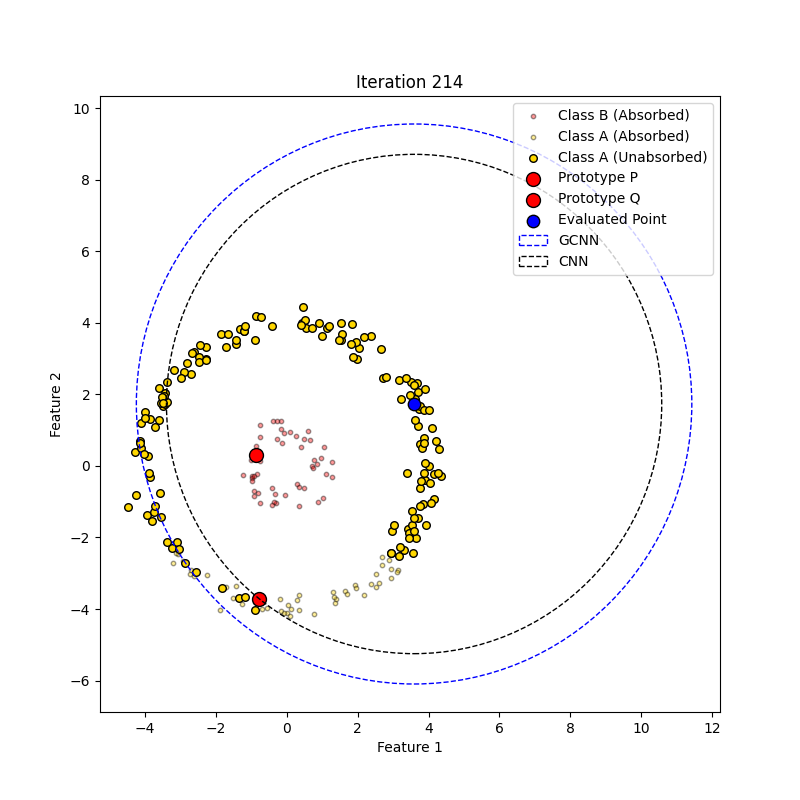 Iteration 214
Class B (Absorbed)
Class A (Absorbed)
Class A (Unabsorbed)
Prototype P
Prototype Q
Evaluated Point
GCNN
CNN
10
8
6
4
2
0
−2
−4
−6
Feature 2
−4 −2 0 2 4 6 8 10 12
Feature 1